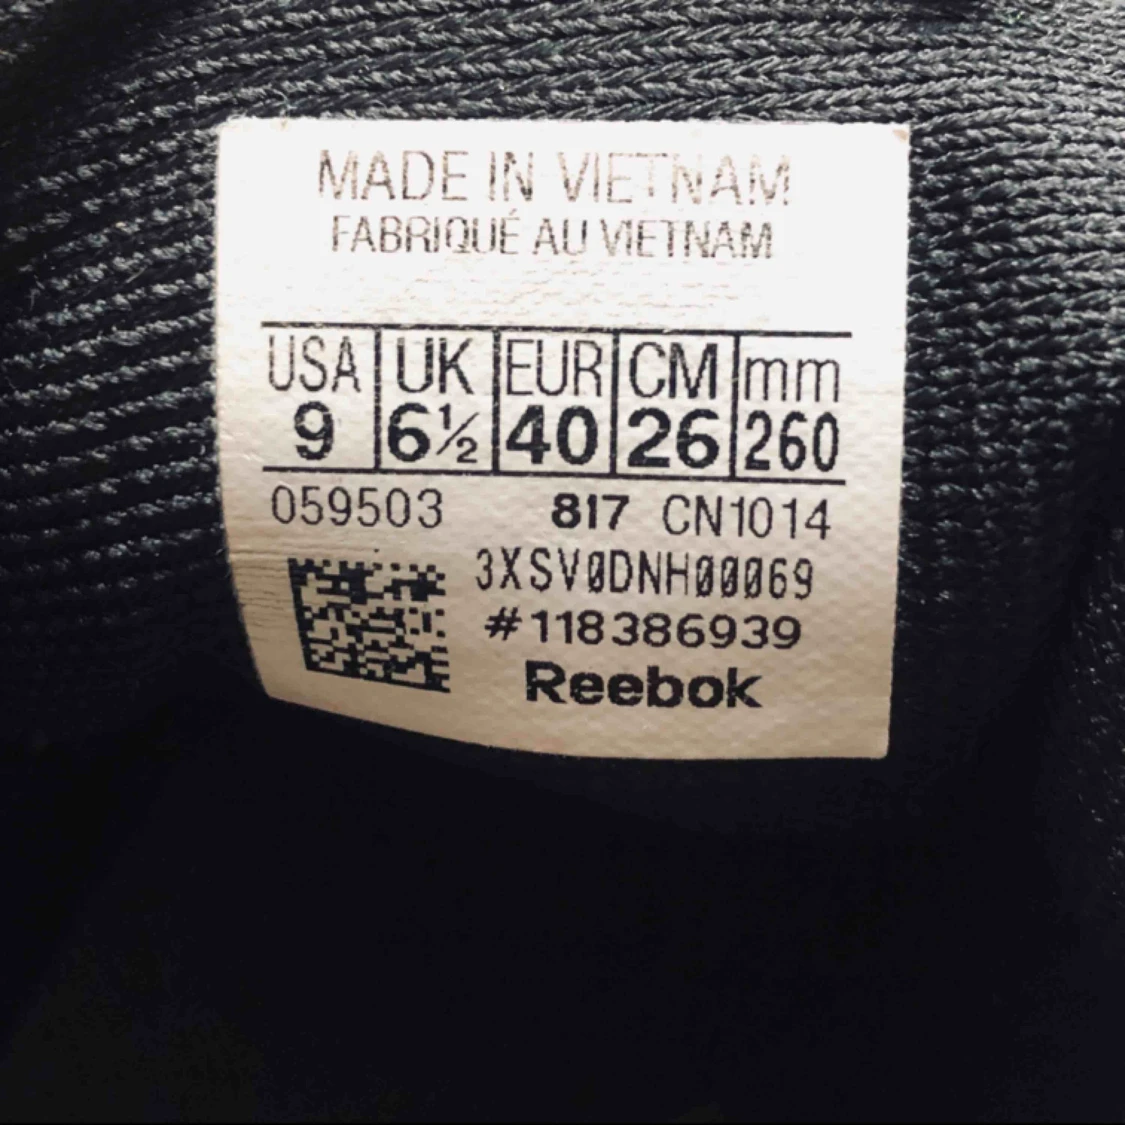 MADE IN VIETNAM
FABRIQUÉ AU VIETNAM
USA UK EUR CM mm
9 6½ 40 26 260
059503 817 CN1014
3XSV0DNH00069
#118386939
Reebok